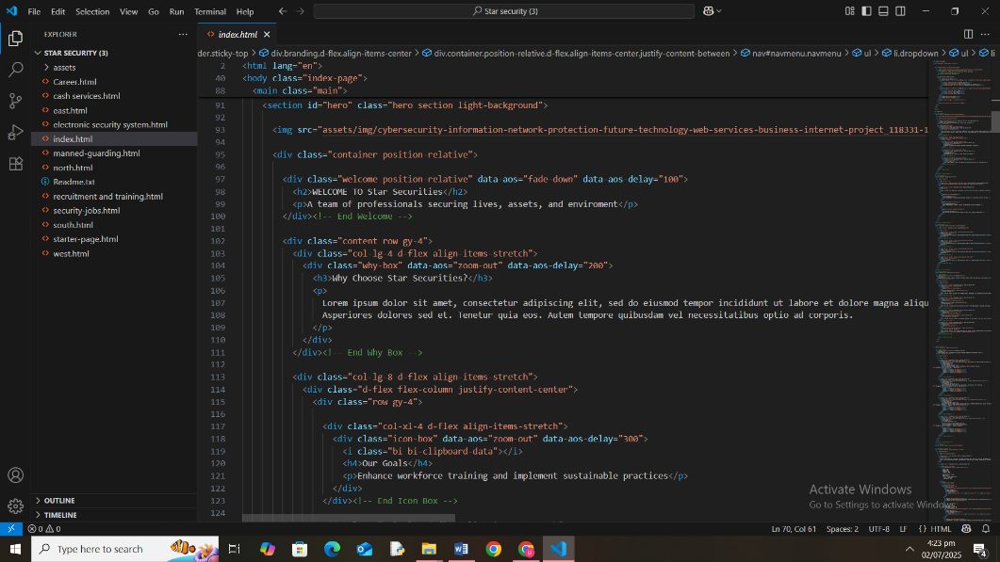 File Edit Selection View Go Run Terminal Help
Star security (3)
EXPLORER
index.html
STAR SECURITY (3)
assets
Career.html
cash services.html
east.html
electronic security system.html
index.html
manned-guarding.html
north.html
Readme.txt
recruitment and training.html
security-jobs.html
south.html
starter-page.html
west.html
OUTLINE
TIMELINE
der.sticky-top > div.branding.d-flex.align-items-center > div.container.position-relative.d-flex.align-items-center.justify-content-between > nav#navmenu.navmenu > ul > li.dropdown > ul > li
2 <html lang="en">
40 <body class="index-page">
88 <main class="main">
91 <section id="hero" class="hero section light-background">
92
93 <img src="assets/img/cybersecurity-information-network-protection-future-technology-web-services-business-internet-project_118331-1
94
95 <div class="container position-relative">
96
97 <div class="welcome position-relative" data-aos="fade-down" data-aos-delay="100">
98 <h2>WELCOME TO Star Securities</h2>
99 <p>A team of professionals securing lives, assets, and enviroment</p>
100 </div><!-- End Welcome -->
101
102 <div class="content row gy-4">
103 <div class="col-lg-4 d-flex align-items-stretch">
104 <div class="why-box" data-aos="zoom-out" data-aos-delay="200">
105 <h3>Why Choose Star Securities?</h3>
106 <p>
107 Lorem ipsum dolor sit amet, consectetur adipiscing elit, sed do eiusmod tempor incididunt ut labore et dolore magna aliqu
108 Asperiores dolores sed et. Tenetur quia eos. Autem tempore quibusdam vel necessitatibus optio ad corporis.
109 </p>
110 </div>
111 </div><!-- End Why Box -->
112
113 <div class="col-lg-8 d-flex align-items-stretch">
114 <div class="d-flex flex-column justify-content-center">
115 <div class="row gy-4">
116
117 <div class="col-xl-4 d-flex align-items-stretch">
118 <div class="icon-box" data-aos="zoom-out" data-aos-delay="300">
119 <i class="bi bi-clipboard-data"></i>
120 <h4>Our Goals</h4>
121 <p>Enhance workforce training and implement sustainable practices</p>
122 </div>
123 </div><!-- End Icon Box -->
124
Activate Windows
Go to Settings to activate Windows.
0 0 Ln 70, Col 61 Spaces: 2 UTF-8 LF {} HTML
Type here to search
4:23 pm
02/07/2025
4